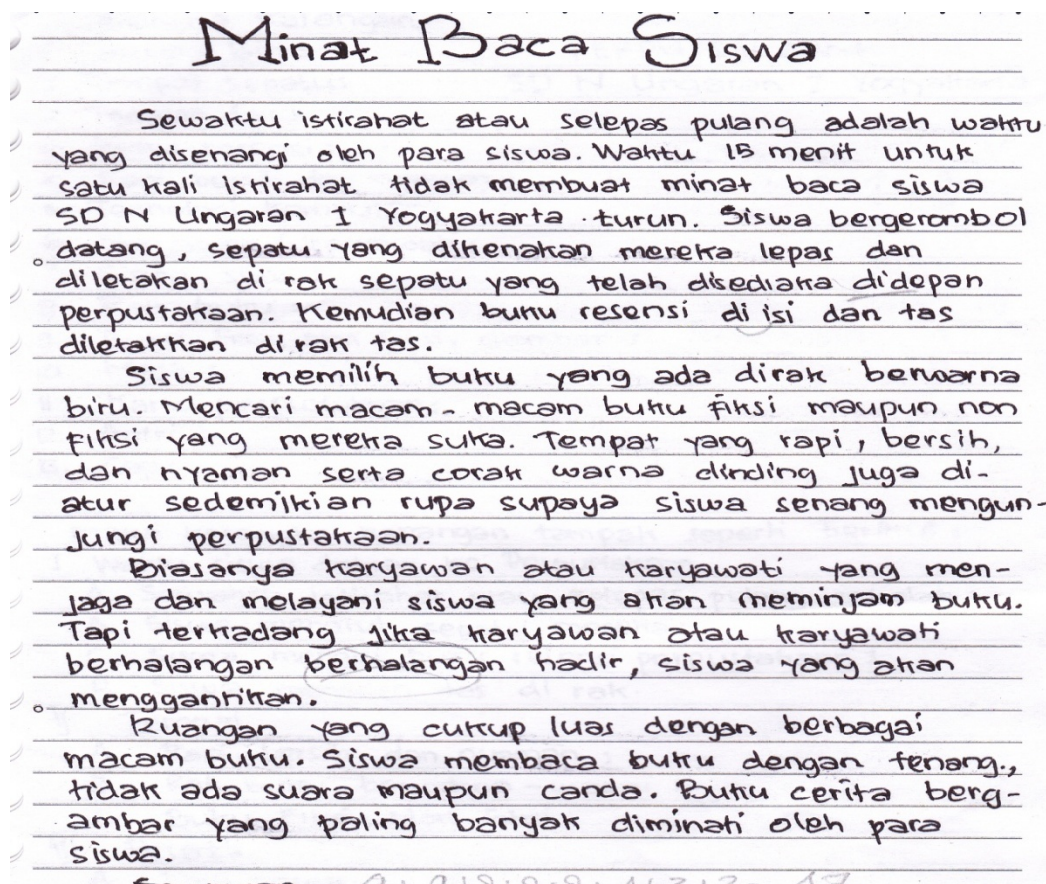 Minat Baca Siswa
Sewaktu istirahat atau selepas pulang adalah waktu
yang disenangi oleh para siswa. Waktu 15 menit untuk
satu kali istirahat tidak membuat minat baca siswa
SD N Ungaran I Yogyakarta turun. Siswa bergerombol
datang, sepatu yang dikenakan mereka lepas dan
diletakan di rak sepatu yang telah disediaka didepan
perpustakaan. Kemudian buku resensi di isi dan tas
diletakkan di rak tas.
Siswa memilih buku yang ada dirak berwarna
biru. Mencari macam-macam buku fiksi maupun non
fiksi yang mereka suka. Tempat yang rapi, bersih,
dan nyaman serta corak warna dinding juga di-
atur sedemikian rupa supaya siswa senang mengun-
jungi perpustakaan.
Biasanya karyawan atau karyawati yang men-
jaga dan melayani siswa yang akan meminjam buku.
Tapi terkadang jika karyawan atau karyawati
berhalangan berhalangan hadir, siswa yang akan
menggantikan.
Ruangan yang cukup luas dengan berbagai
macam buku. Siswa membaca buku dengan tenang.,
tidak ada suara maupun canda. Buku cerita berg-
ambar yang paling banyak diminati oleh para
siswa.